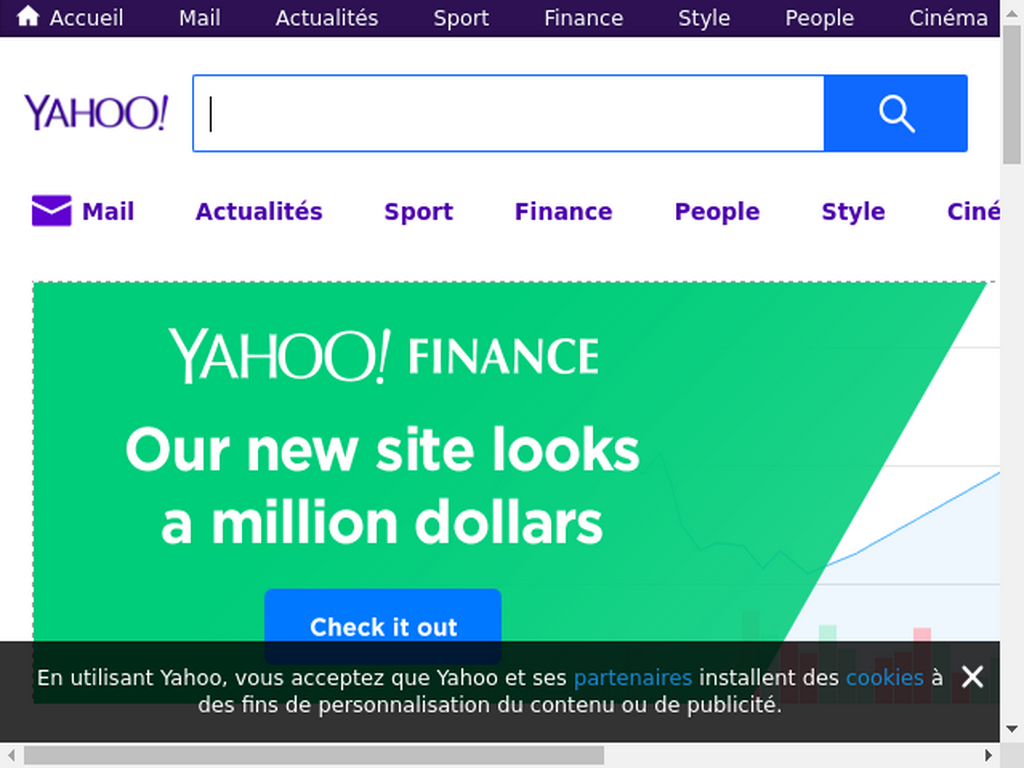 Accueil Mail Actualités Sport Finance Style People Cinéma
YAHOO!
Mail Actualités Sport Finance People Style Ciné
YAHOO! FINANCE
Our new site looks
a million dollars
Check it out
En utilisant Yahoo, vous acceptez que Yahoo et ses partenaires installent des cookies à
des fins de personnalisation du contenu ou de publicité.